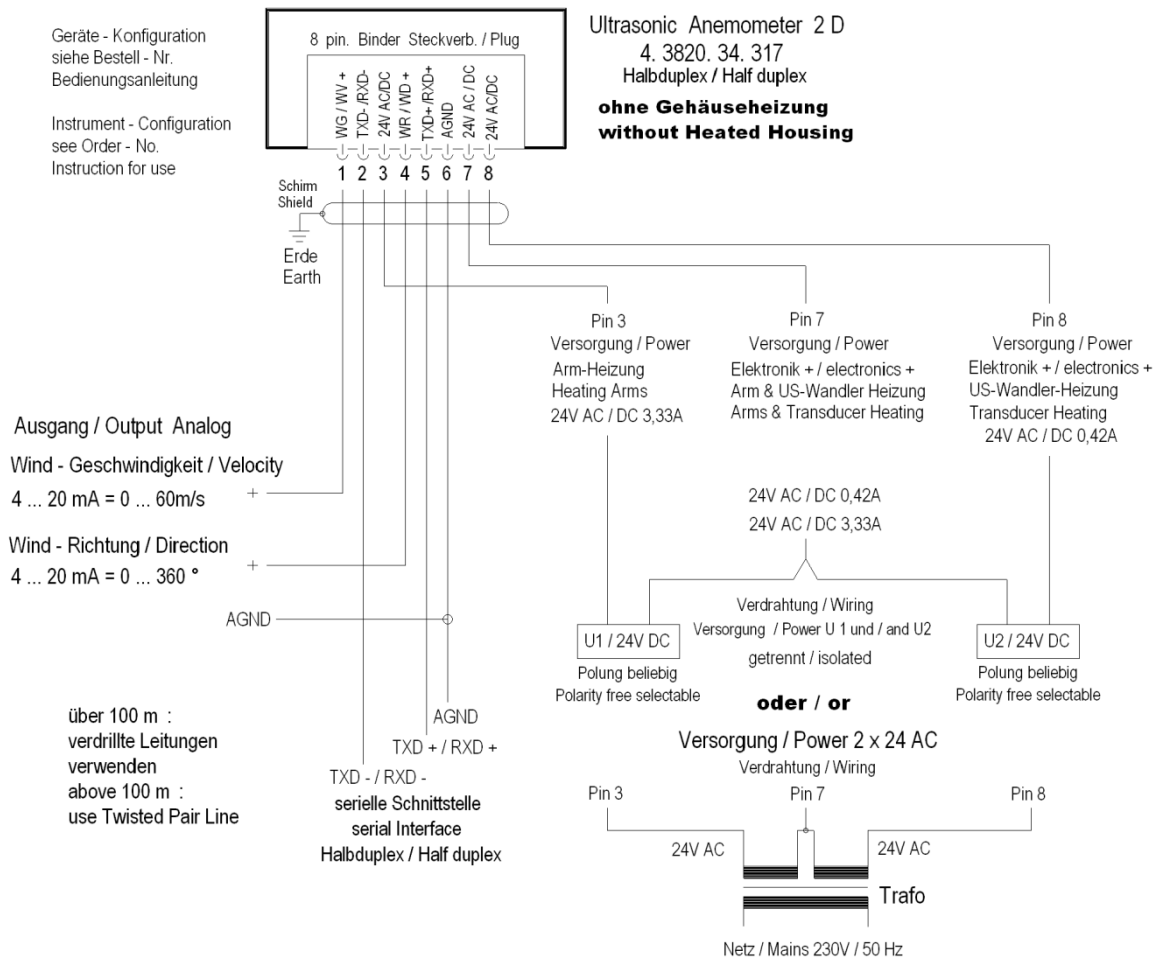 Geräte - Konfiguration
siehe Bestell - Nr.
Bedienungsanleitung
Instrument - Configuration
see Order - No.
Instruction for use
8 pin. Binder Steckverb. / Plug
WG / WV +
TXD- /RXD-
24V AC/DC
WR / WD +
TXD+ /RXD+
AGND
24V AC / DC
24V AC/DC
1 2 3 4 5 6 7 8
Ultrasonic Anemometer 2 D
4. 3820. 34. 317
Halbduplex / Half duplex
ohne Gehäuseheizung
without Heated Housing
Schirm
Shield
Erde
Earth
Pin 3
Versorgung / Power
Arm-Heizung
Heating Arms
24V AC / DC 3,33A
Pin 7
Versorgung / Power
Elektronik + / electronics +
Arm & US-Wandler Heizung
Arms & Transducer Heating
Pin 8
Versorgung / Power
Elektronik + / electronics +
US-Wandler-Heizung
Transducer Heating
24V AC / DC 0,42A
Ausgang / Output Analog
Wind - Geschwindigkeit / Velocity
4 ... 20 mA = 0 ... 60m/s +
Wind - Richtung / Direction
4 ... 20 mA = 0 ... 360 ° +
AGND
24V AC / DC 0,42A
24V AC / DC 3,33A
Verdrahtung / Wiring
Versorgung / Power U 1 und / and U2
getrennt / isolated
U1 / 24V DC
Polung beliebig
Polarity free selectable
U2 / 24V DC
Polung beliebig
Polarity free selectable
oder / or
Versorgung / Power 2 x 24 AC
Verdrahtung / Wiring
Pin 3
Pin 7
Pin 8
24V AC
24V AC
Trafo
Netz / Mains 230V / 50 Hz
über 100 m :
verdrillte Leitungen
verwenden
above 100 m :
use Twisted Pair Line
AGND
TXD + / RXD +
TXD - / RXD -
serielle Schnittstelle
serial Interface
Halbduplex / Half duplex